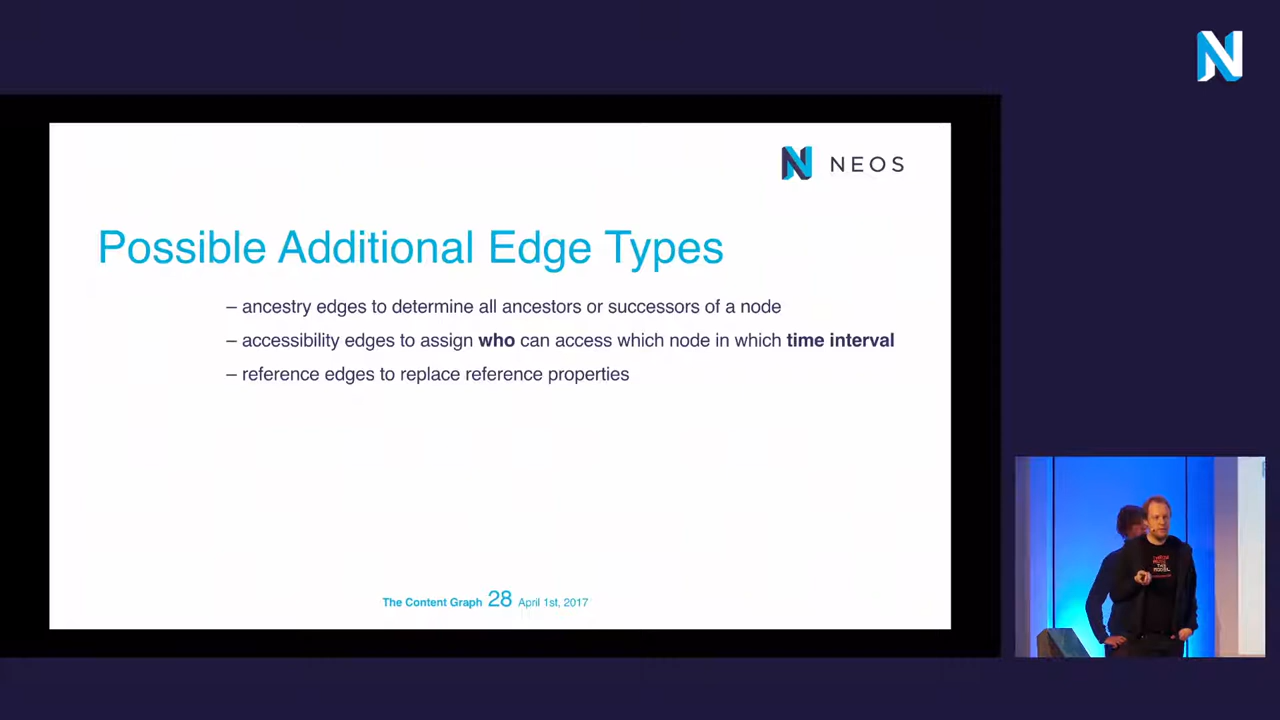 NEOS
Possible Additional Edge Types
– ancestry edges to determine all ancestors or successors of a node
– accessibility edges to assign who can access which node in which time interval
– reference edges to replace reference properties
The Content Graph 28 April 1st, 2017